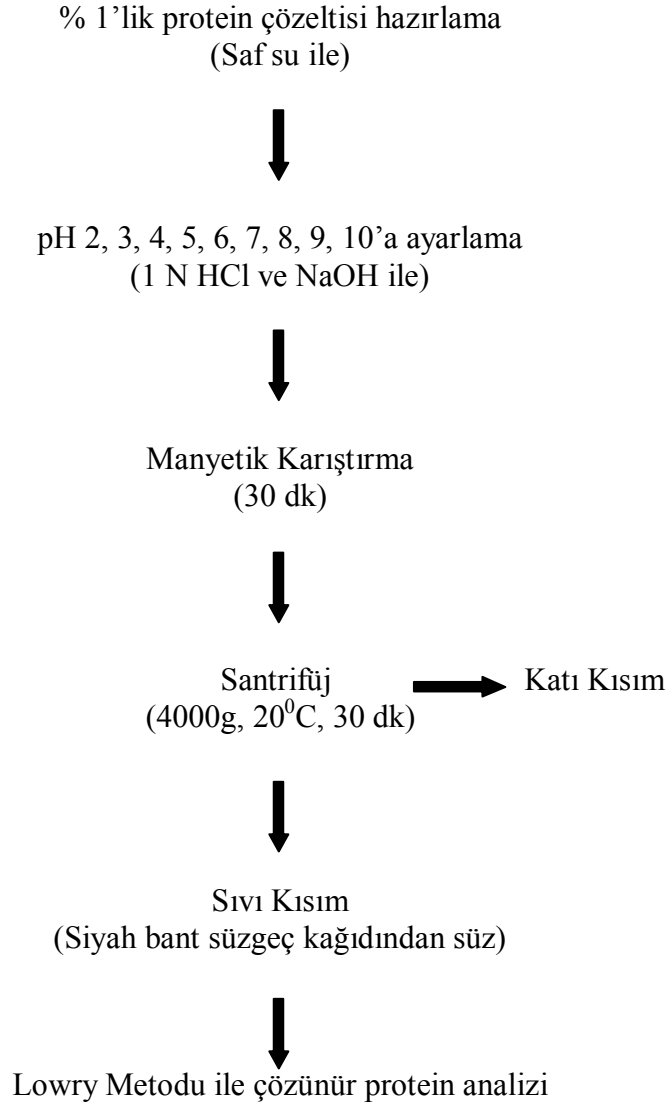 % 1’lik protein çözeltisi hazırlama
(Saf su ile)
pH 2, 3, 4, 5, 6, 7, 8, 9, 10’a ayarlama
(1 N HCl ve NaOH ile)
Manyetik Karıştırma
(30 dk)
Santrifüj
(4000g, 20⁰C, 30 dk)
Katı Kısım
Sıvı Kısım
(Siyah bant süzgeç kağıdından süz)
Lowry Metodu ile çözünür protein analizi